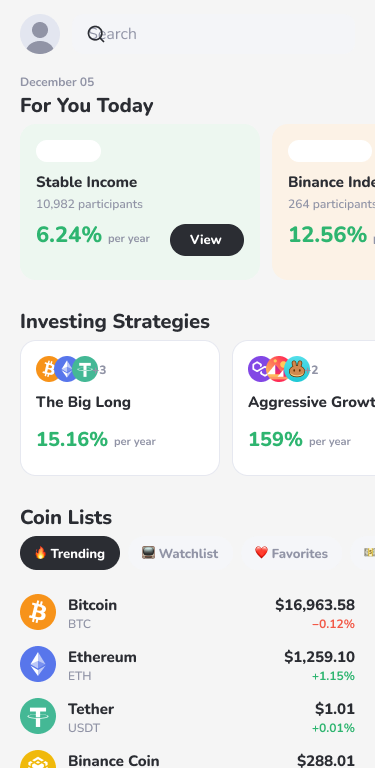 Search
December 05
For You Today
Stable Income
10,982 participants
6.24% per year
View
Binance Inde
264 participants
12.56%
Investing Strategies
+3
The Big Long
15.16% per year
+2
Aggressive Growt
159% per year
Coin Lists
🔥 Trending
Watchlist
❤️ Favorites
Bitcoin
$16,963.58
BTC
−0.12%
Ethereum
$1,259.10
ETH
+1.15%
Tether
$1.01
USDT
+0.01%
Binance Coin
$288.01